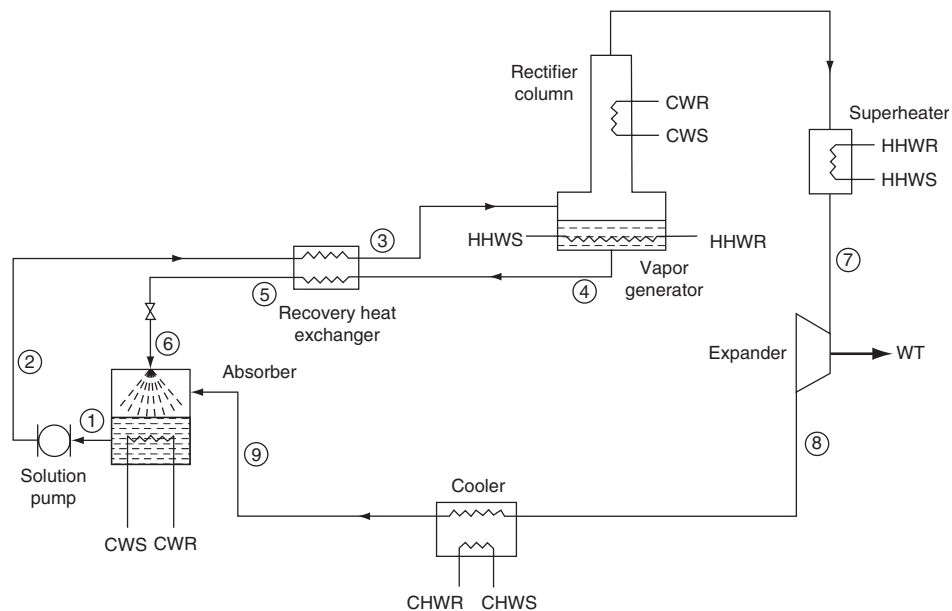 Rectifier
column
CWR
CWS
Superheater
HHWR
HHWS
HHWS
HHWR
Vapor
generator
3
4
5
Recovery heat
exchanger
7
Expander
WT
6
2
Absorber
1
Solution
pump
9
8
Cooler
CWS CWR
CHWR CHWS